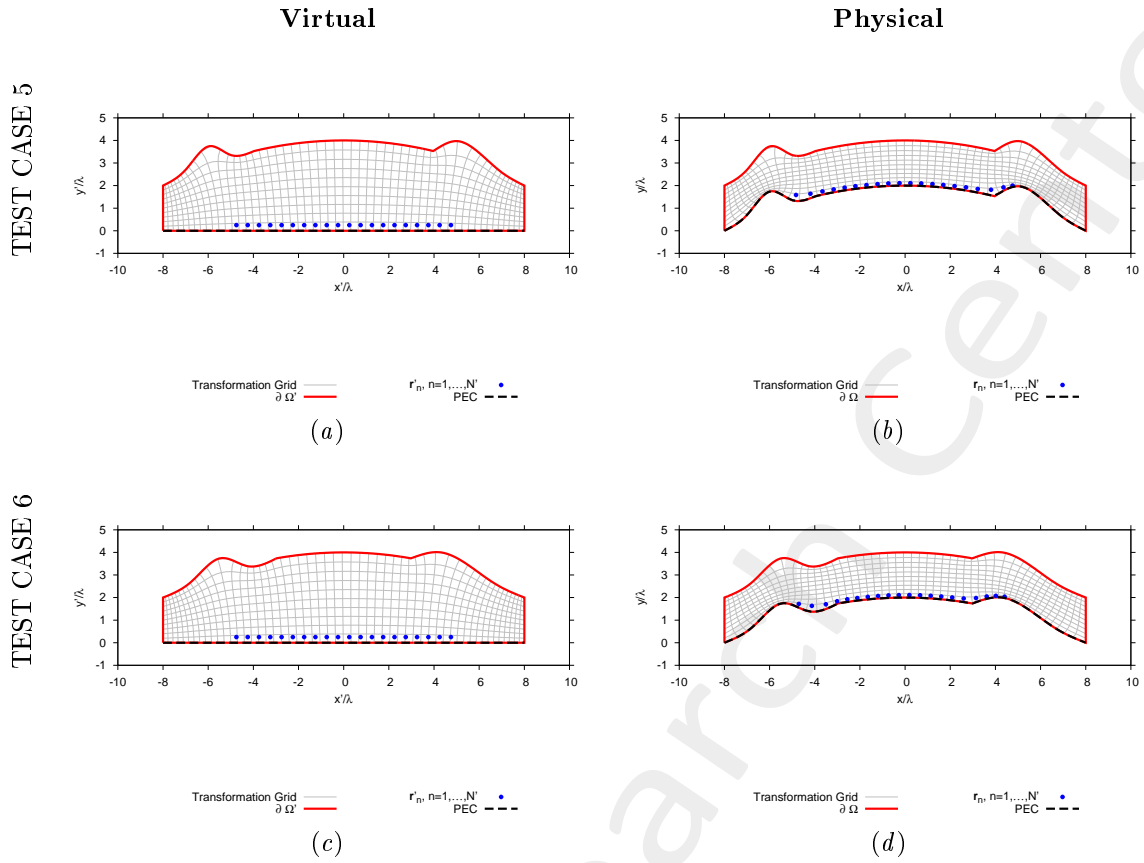 Virtual
Physical
TEST CASE 5
5
4
3
2
1
0
-1
y'/λ
-10 -8 -6 -4 -2 0 2 4 6 8 10
x'/λ
Transformation Grid
∂ Ω'
r'n, n=1,...,N'
PEC
(a)
5
4
3
2
1
0
-1
y/λ
-10 -8 -6 -4 -2 0 2 4 6 8 10
x/λ
Transformation Grid
∂ Ω
rn, n=1,...,N'
PEC
(b)
TEST CASE 6
5
4
3
2
1
0
-1
y'/λ
-10 -8 -6 -4 -2 0 2 4 6 8 10
x'/λ
Transformation Grid
∂ Ω'
r'n, n=1,...,N'
PEC
(c)
5
4
3
2
1
0
-1
y/λ
-10 -8 -6 -4 -2 0 2 4 6 8 10
x/λ
Transformation Grid
∂ Ω
rn, n=1,...,N'
PEC
(d)